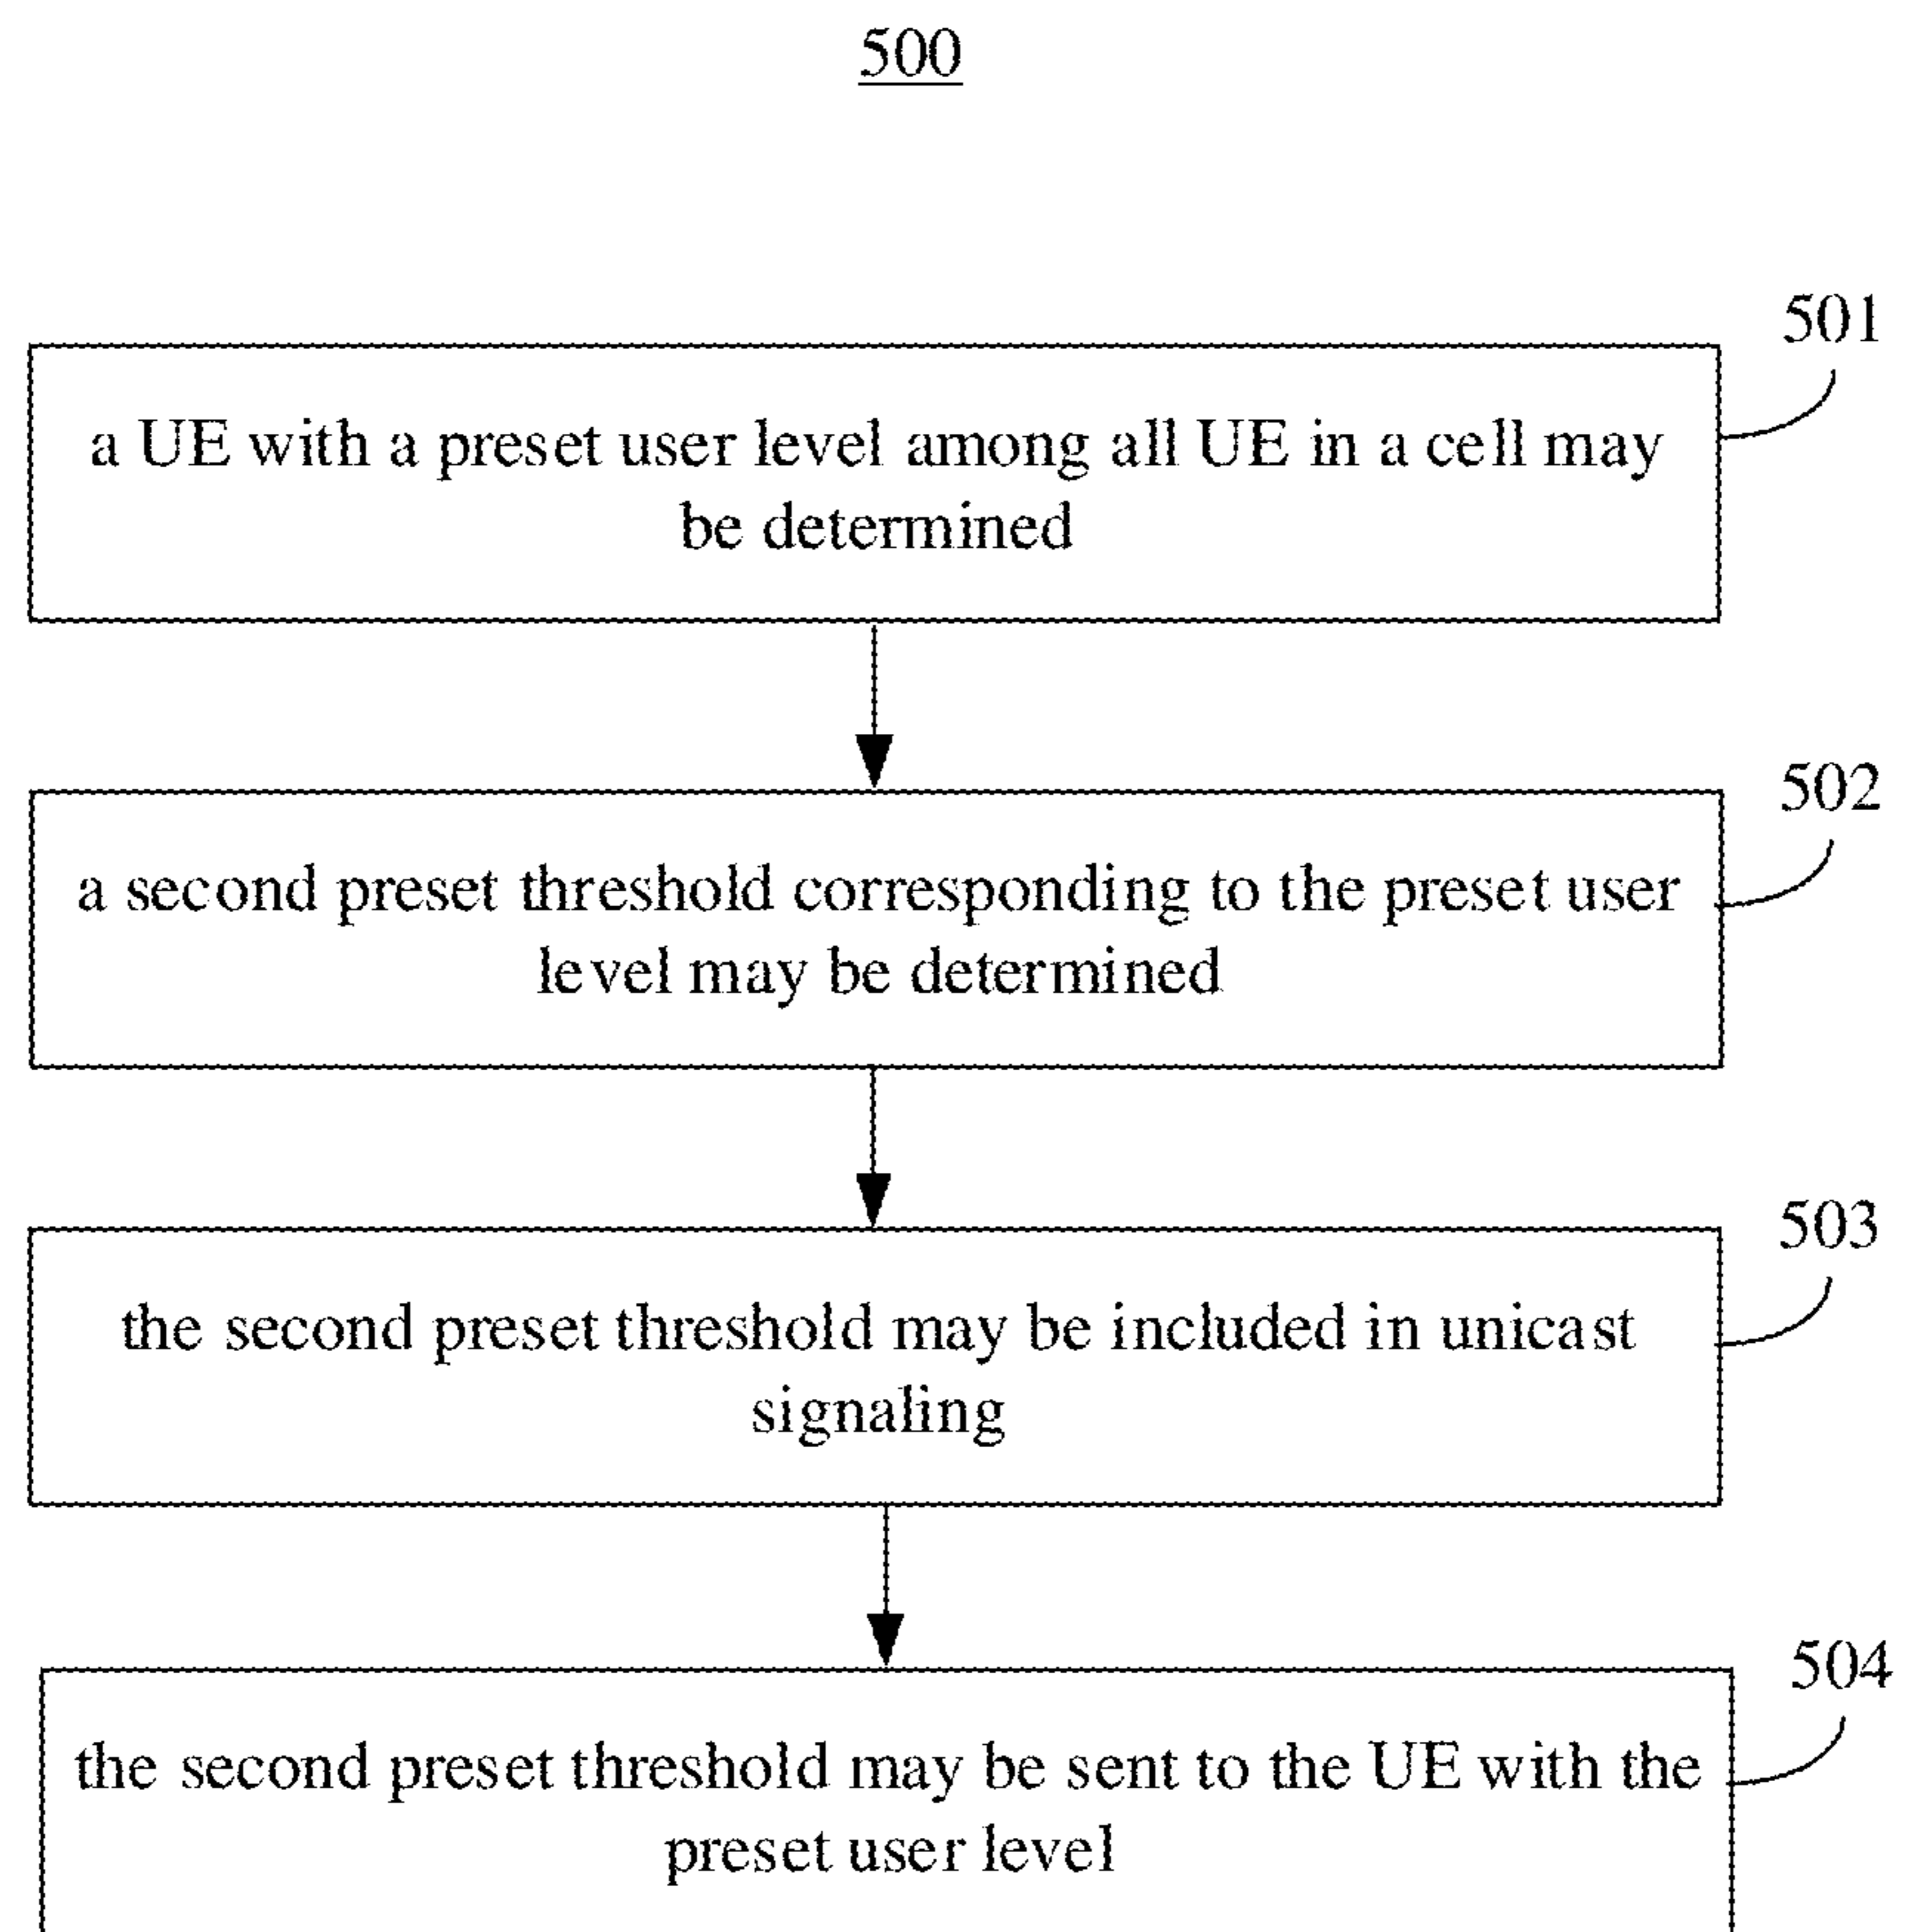 500
501
a UE with a preset user level among all UE in a cell may
be determined
502
a second preset threshold corresponding to the preset user
level may be determined
503
the second preset threshold may be included in unicast
signaling
504
the second preset threshold may be sent to the UE with the
preset user level